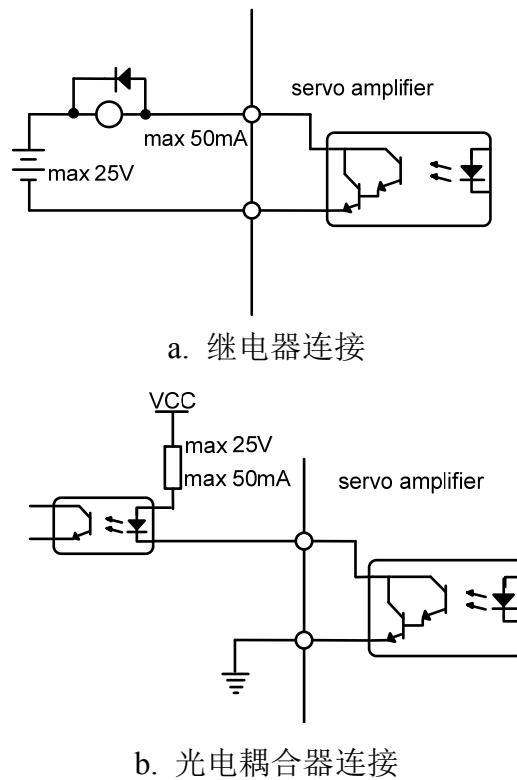 servo amplifier
max 50mA
max 25V
a. 继电器连接
VCC
max 25V
max 50mA
servo amplifier
b. 光电耦合器连接